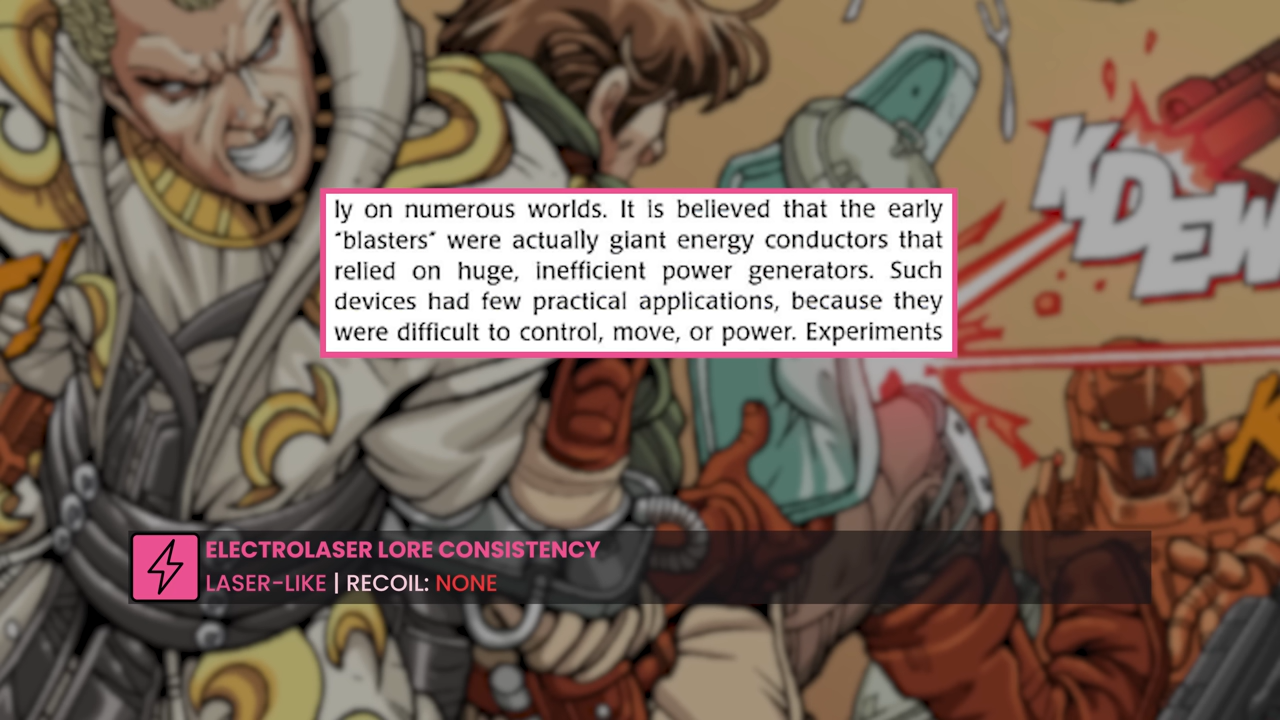 ly on numerous worlds. It is believed that the early
"blasters" were actually giant energy conductors that
relied on huge, inefficient power generators. Such
devices had few practical applications, because they
were difficult to control, move, or power. Experiments
KDEW
ELECTROLASER LORE CONSISTENCY
LASER-LIKE | RECOIL: NONE